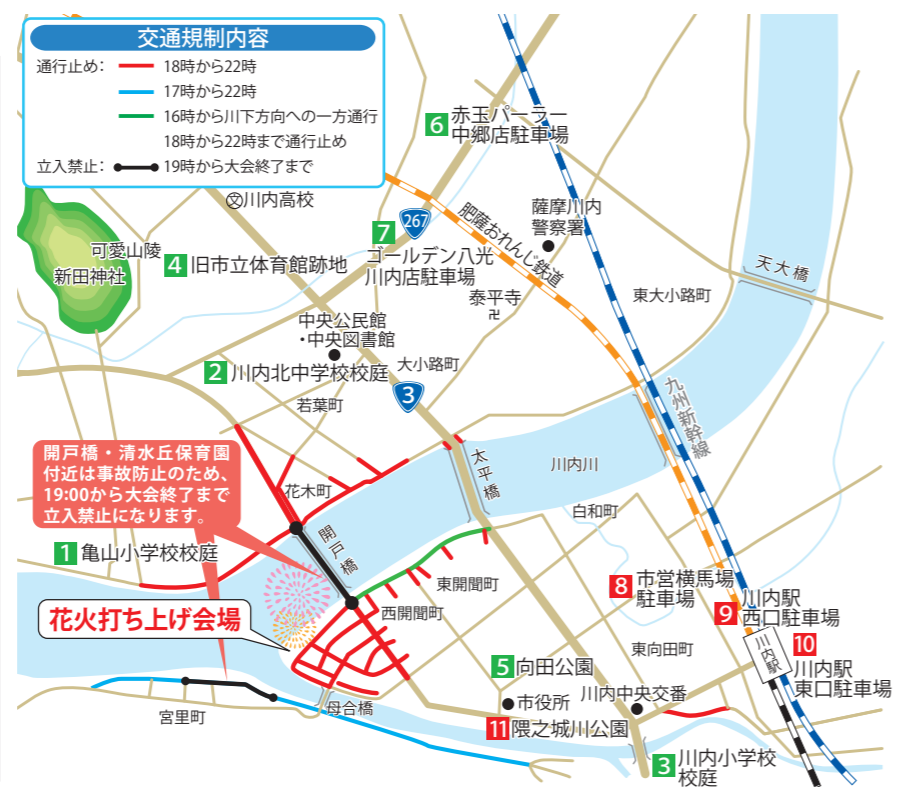 交通規制内容
通行止め： 18時から22時
17時から22時
16時から川下方向への一方通行
18時から22時まで通行止め
立入禁止： 19時から大会終了まで
6 赤玉パーラー
中郷店駐車場
川内高校
267
薩摩川内
警察署
肥薩おれんじ鉄道
7
ゴールデン八光
川内店駐車場
可愛山陵
新田神社
4 旧市立体育館跡地
天大橋
泰平寺
東大小路町
中央公民館
・中央図書館
大小路町
2 川内北中学校校庭
3
若葉町
九州新幹線
開戸橋・清水丘保育園
付近は事故防止のため、
19:00から大会終了まで
立入禁止になります。
太平橋
川内川
花木町
白和町
開戸橋
1 亀山小学校校庭
東開聞町
西開聞町
8 市営横馬場
駐車場
9 川内駅
西口駐車場
花火打ち上げ会場
10
川内駅
川内駅
東口駐車場
東向田町
5 向田公園
市役所
川内中央交番
宮里町
母合橋
11 隈之城川公園
3 川内小学校
校庭